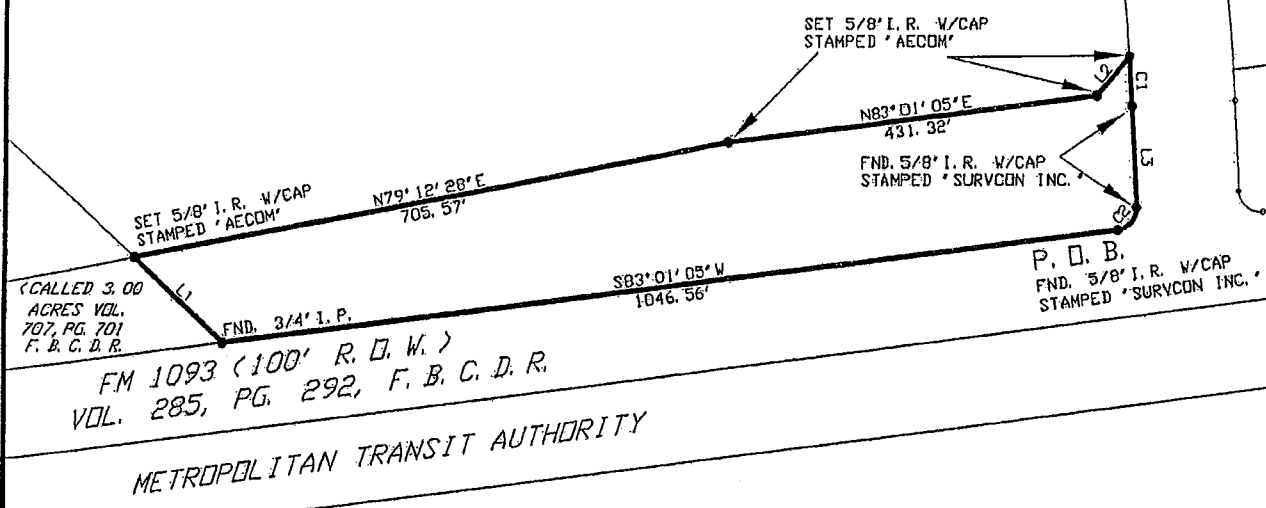 SET 5/8' I. R. W/CAP
STAMPED 'AECOM'
L2
C1
N83° 01' 05' E
431. 32'
FND. 5/8' I. R. W/CAP
STAMPED 'SURVCON INC. '
L3
N79° 12' 28' E
705. 57'
SET 5/8' I. R. W/CAP
STAMPED 'AECOM'
C2
P. O. B.
FND. 5/8' I. R. W/CAP
STAMPED 'SURVCON INC. '
S83° 01' 05' W
1046. 56'
(CALLED 3. 00
ACRES VOL.
707, PG. 701
F. B. C. D. R.
L1
FND. 3/4' I. P.
FM 1093 (100' R. O. W. )
VOL. 285, PG. 292, F. B. C. D. R.
METROPOLITAN TRANSIT AUTHORITY